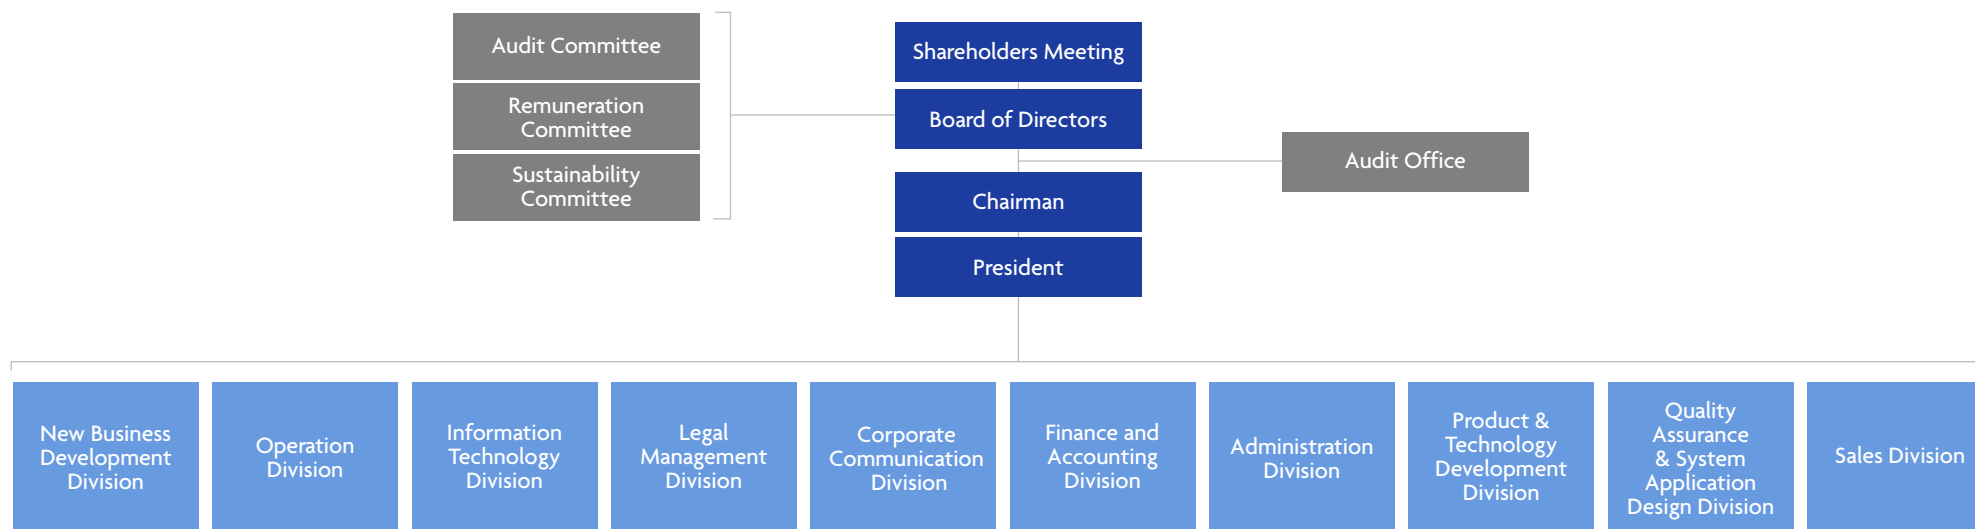 Audit Committee
Remuneration
Committee
Sustainability
Committee
Shareholders Meeting
Board of Directors
Audit Office
Chairman
President
New Business
Development
Division
Operation
Division
Information
Technology
Division
Legal
Management
Division
Corporate
Communication
Division
Finance and
Accounting
Division
Administration
Division
Product &
Technology
Development
Division
Quality
Assurance
& System
Application
Design Division
Sales Division